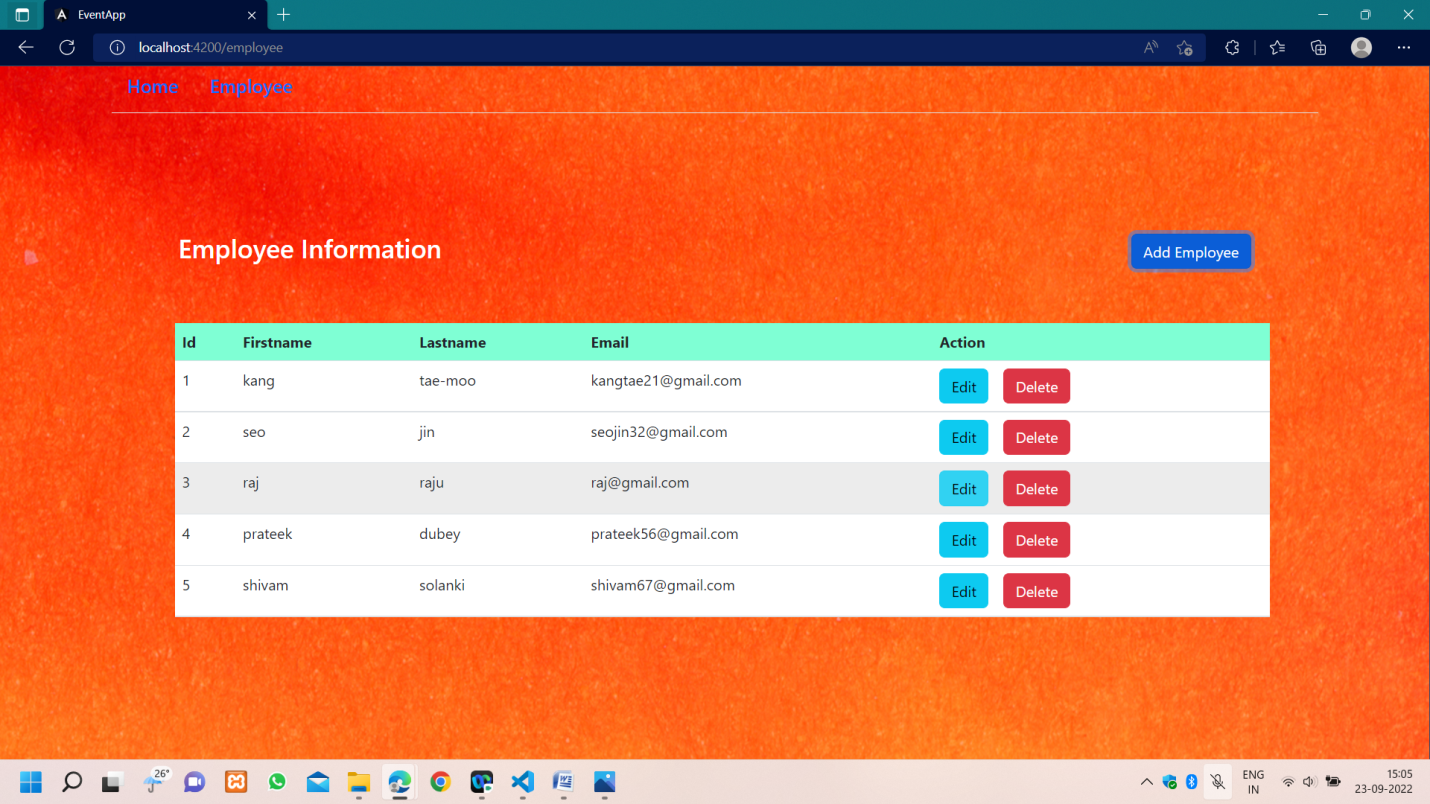 EventApp
localhost:4200/employee
Home Employee
Employee Information Add Employee
Id Firstname Lastname Email Action
1 kang tae-moo kangtae21@gmail.com Edit Delete
2 seo jin seojin32@gmail.com Edit Delete
3 raj raju raj@gmail.com Edit Delete
4 prateek dubey prateek56@gmail.com Edit Delete
5 shivam solanki shivam67@gmail.com Edit Delete
26°
ENG 15:05
IN 23-09-2022